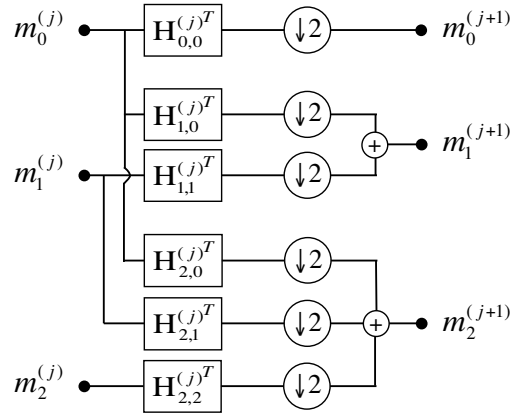 m_0^{(j)} H_{0,0}^{(j)^T} ↓2 m_0^{(j+1)}
H_{1,0}^{(j)^T} ↓2
+ m_1^{(j+1)}
m_1^{(j)} H_{1,1}^{(j)^T} ↓2
H_{2,0}^{(j)^T} ↓2
H_{2,1}^{(j)^T} ↓2 + m_2^{(j+1)}
m_2^{(j)} H_{2,2}^{(j)^T} ↓2